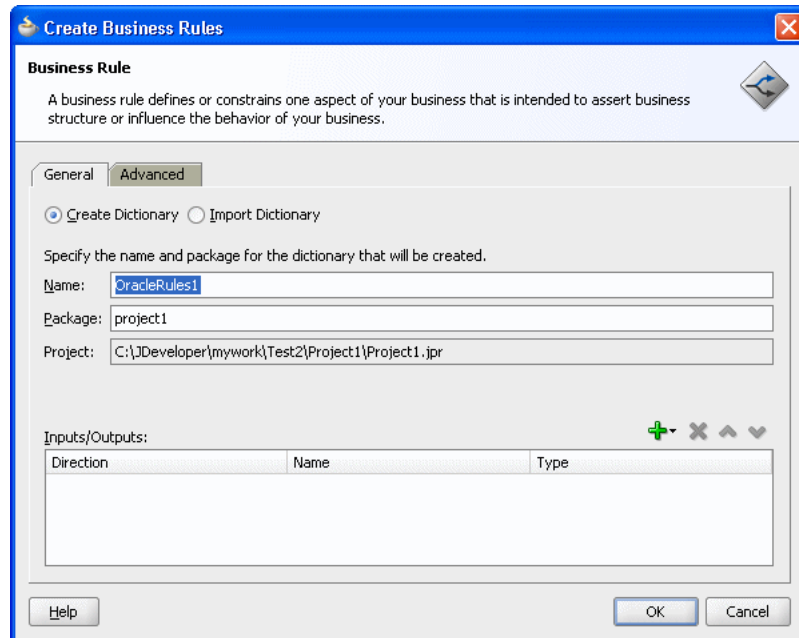 Create Business Rules
Business Rule
A business rule defines or constrains one aspect of your business that is intended to assert business
structure or influence the behavior of your business.
General Advanced
Create Dictionary Import Dictionary
Specify the name and package for the dictionary that will be created.
Name: OracleRules1
Package: project1
Project: C:\JDeveloper\mywork\Test2\Project1\Project1.jpr
Inputs/Outputs:
Direction Name Type
Help OK Cancel